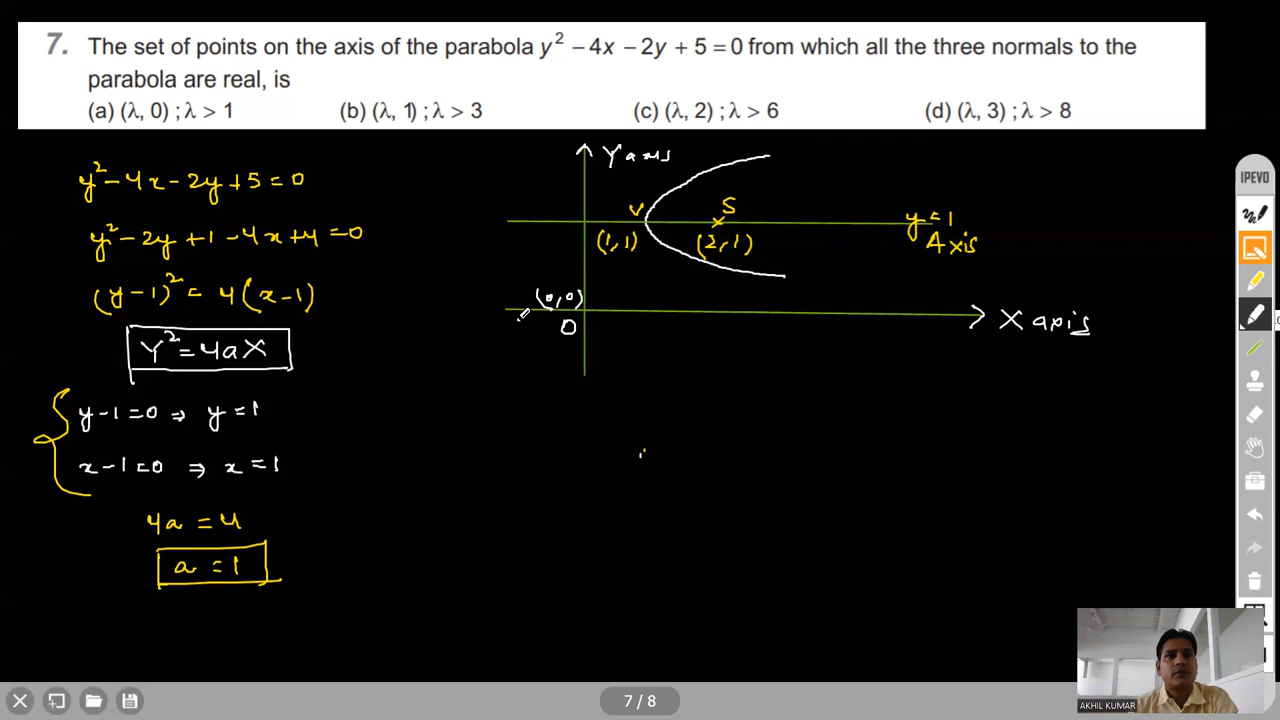 7. The set of points on the axis of the parabola y² − 4x − 2y + 5 = 0 from which all the three normals to the
parabola are real, is
(a) (λ, 0) ; λ > 1 (b) (λ, 1) ; λ > 3 (c) (λ, 2) ; λ > 6 (d) (λ, 3) ; λ > 8
y² − 4x − 2y + 5 = 0
y² − 2y + 1 − 4x + 4 = 0
(y − 1)² = 4(x − 1)
Y² = 4aX
y − 1 = 0 ⇒ y = 1
x − 1 = 0 ⇒ x = 1
4a = 4
a = 1
Y axis
V
S
y = 1
(1, 1)
(2, 1)
Axis
(0, 0)
O
X axis
IPEVO
7 / 8
AKHIL KUMAR